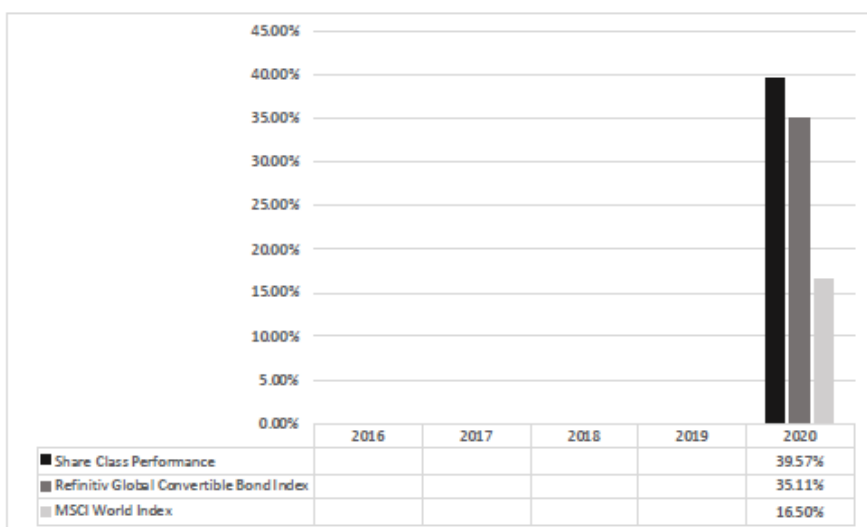 45.00%
40.00%
35.00%
30.00%
25.00%
20.00%
15.00%
10.00%
5.00%
0.00%
2016 2017 2018 2019 2020
Share Class Performance 39.57%
Refinitiv Global Convertible Bond Index 35.11%
MSCI World Index 16.50%